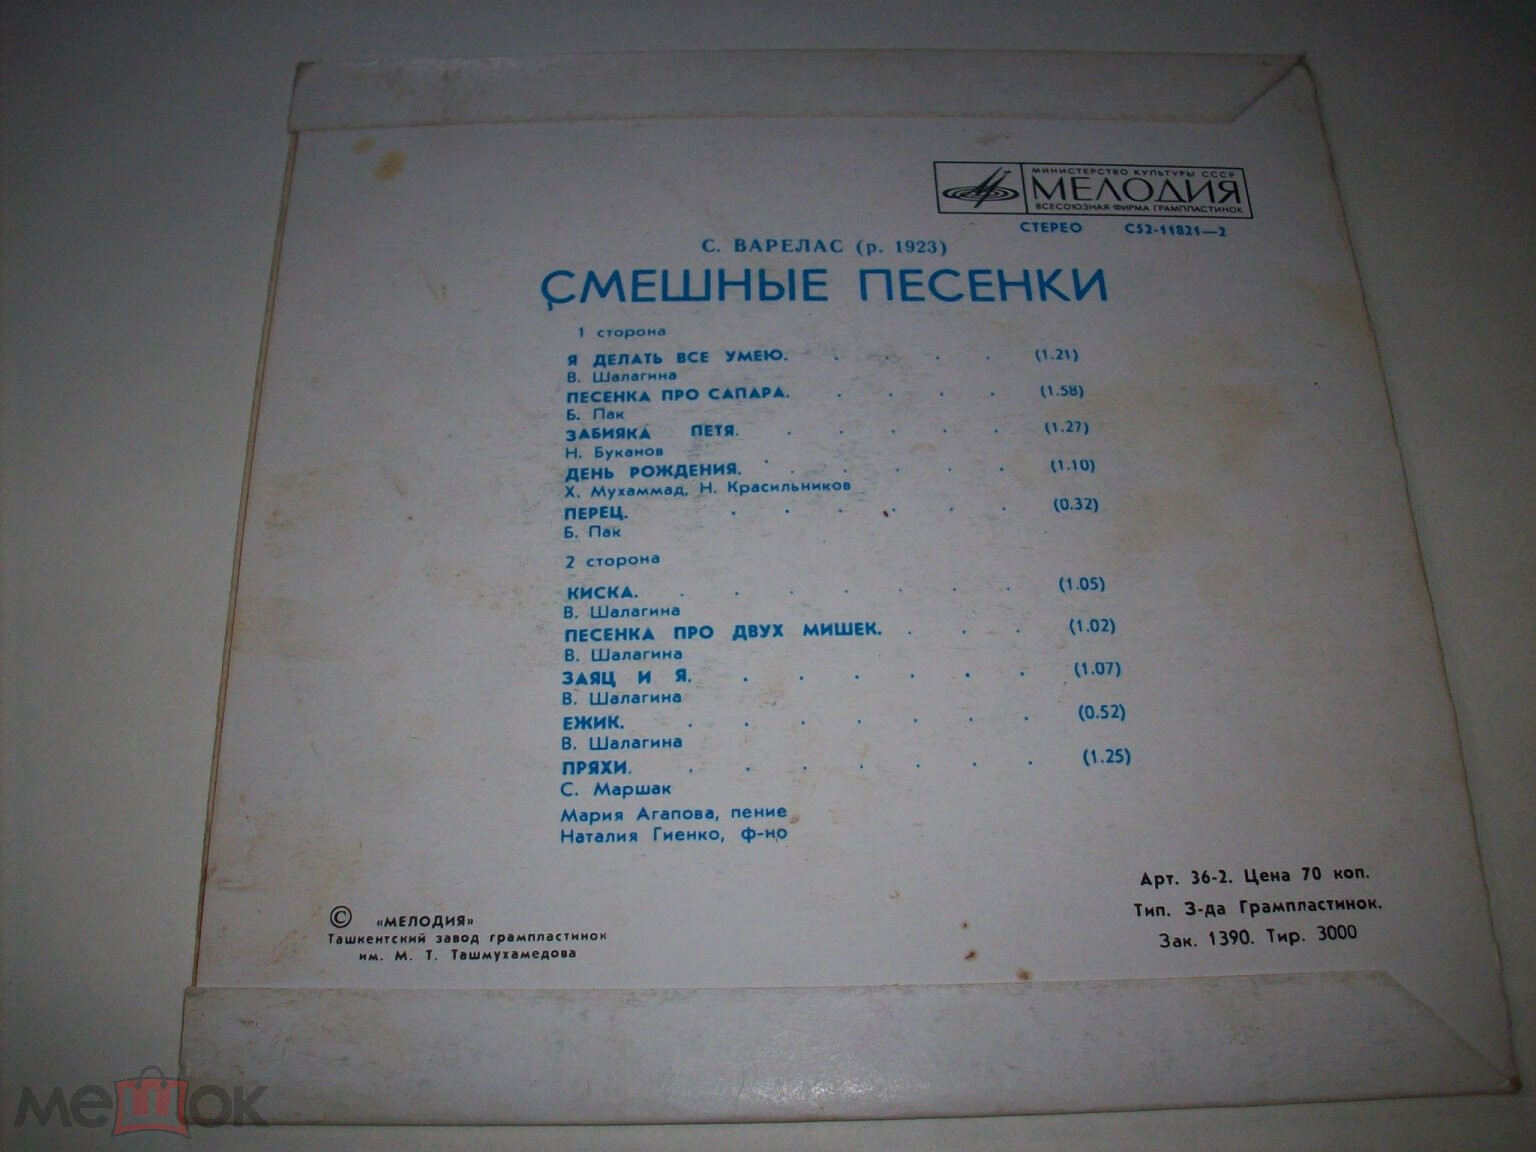 МИНИСТЕРСТВО КУЛЬТУРЫ СССР
МЕЛОДИЯ
ВСЕСОЮЗНАЯ ФИРМА ГРАМПЛАСТИНОК
СТЕРЕО С52-11821—2
С. ВАРЕЛАС (р. 1923)
СМЕШНЫЕ ПЕСЕНКИ
1 сторона
Я ДЕЛАТЬ ВСЕ УМЕЮ. . . . . (1.21)
В. Шалагина
ПЕСЕНКА ПРО САПАРА. . . . . (1.58)
Б. Пак
ЗАБИЯКА ПЕТЯ. . . . . . (1.27)
Н. Буканов
ДЕНЬ РОЖДЕНИЯ. . . . . . (1.10)
Х. Мухаммад, Н. Красильников
ПЕРЕЦ. . . . . . . (0.32)
Б. Пак
2 сторона
КИСКА. . . . . . . . (1.05)
В. Шалагина
ПЕСЕНКА ПРО ДВУХ МИШЕК. . . . (1.02)
В. Шалагина
ЗАЯЦ И Я. . . . . . . (1.07)
В. Шалагина
ЕЖИК. . . . . . . . (0.52)
В. Шалагина
ПРЯХИ. . . . . . . . (1.25)
С. Маршак
Мария Агапова, пение
Наталия Гиенко, ф-но
Арт. 36-2. Цена 70 коп.
Тип. З-да Грампластинок.
Зак. 1390. Тир. 3000
© «МЕЛОДИЯ»
Ташкентский завод грампластинок
им. М. Т. Ташмухамедова
мешок